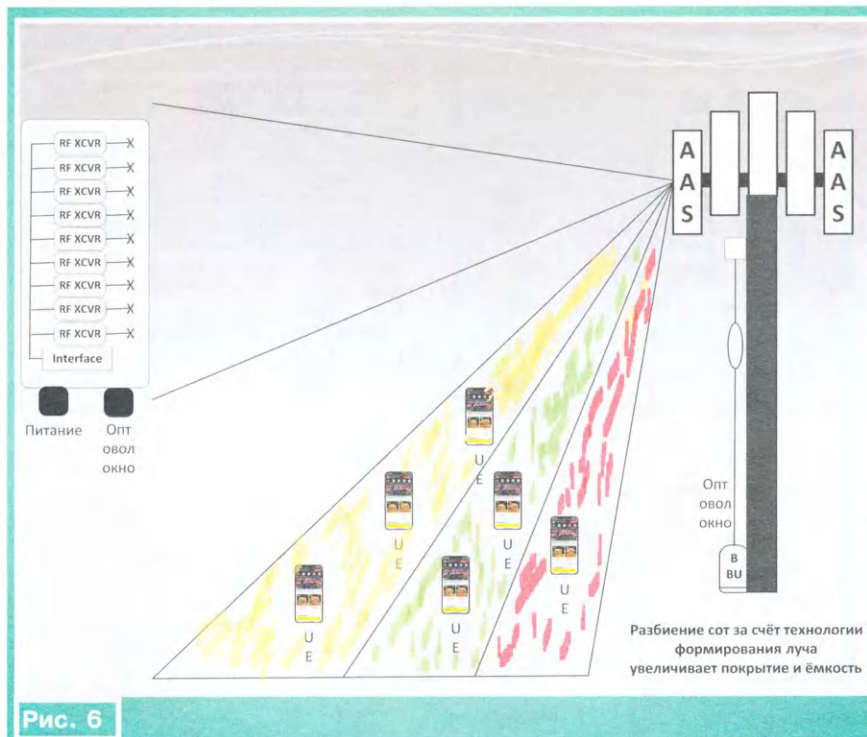 RF XCVR
RF XCVR
RF XCVR
RF XCVR
RF XCVR
RF XCVR
RF XCVR
RF XCVR
RF XCVR
Interface
Питание
Опт
овол
окно
A
A
S
A
A
S
U
E
U
E
U
E
U
E
U
E
U
E
Опт
овол
окно
B
BU
Разбиение сот за счёт технологии
формирования луча
увеличивает покрытие и ёмкость
Рис. 6